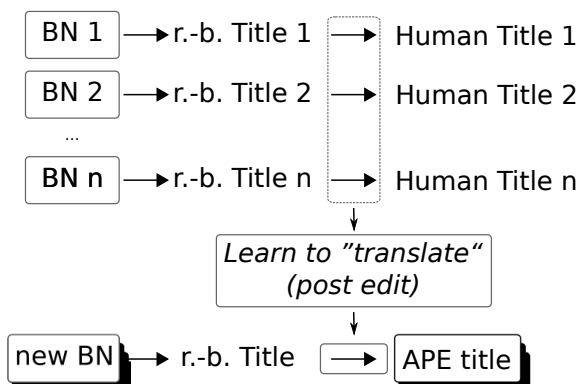 BN 1 r.-b. Title 1 Human Title 1
BN 2 r.-b. Title 2 Human Title 2
...
BN n r.-b. Title n Human Title n
Learn to ”translate“
(post edit)
new BN r.-b. Title APE title